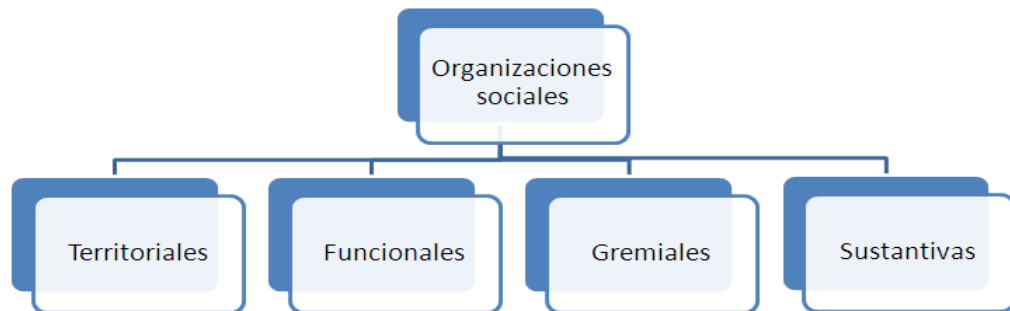 Organizaciones
sociales
Territoriales
Funcionales
Gremiales
Sustantivas